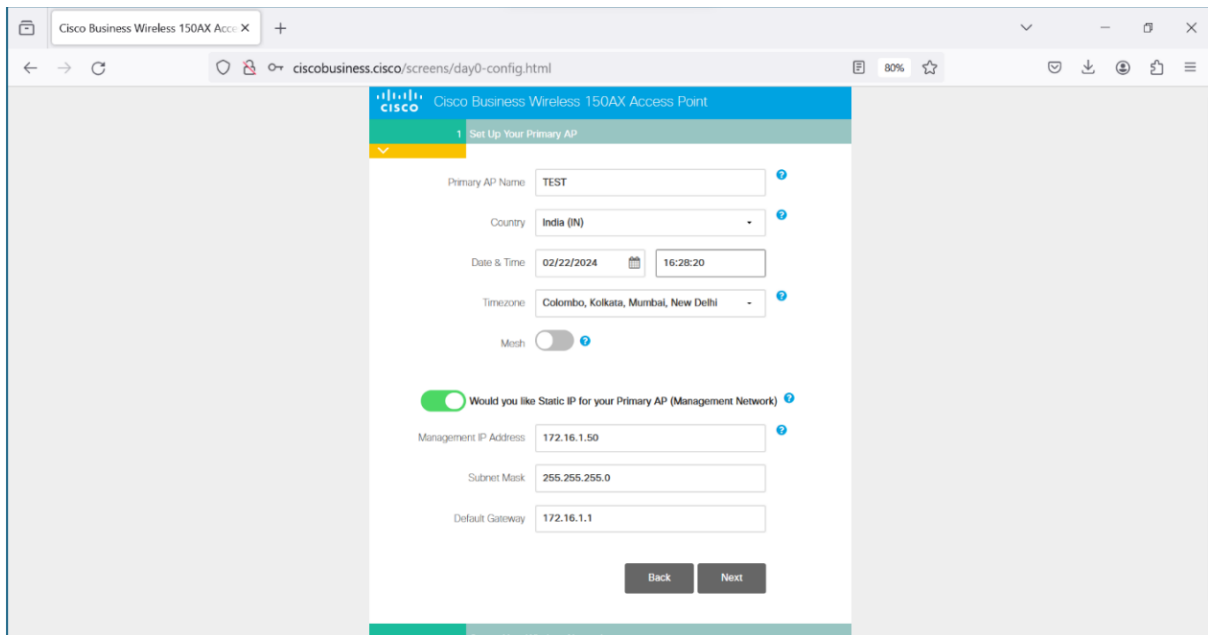 Cisco Business Wireless 150AX Acce
ciscobusiness.cisco/screens/day0-config.html
80%
cisco Cisco Business Wireless 150AX Access Point
1 Set Up Your Primary AP
Primary AP Name TEST
Country India (IN)
Date & Time 02/22/2024 16:28:20
Timezone Colombo, Kolkata, Mumbai, New Delhi
Mesh
Would you like Static IP for your Primary AP (Management Network)
Management IP Address 172.16.1.50
Subnet Mask 255.255.255.0
Default Gateway 172.16.1.1
Back Next